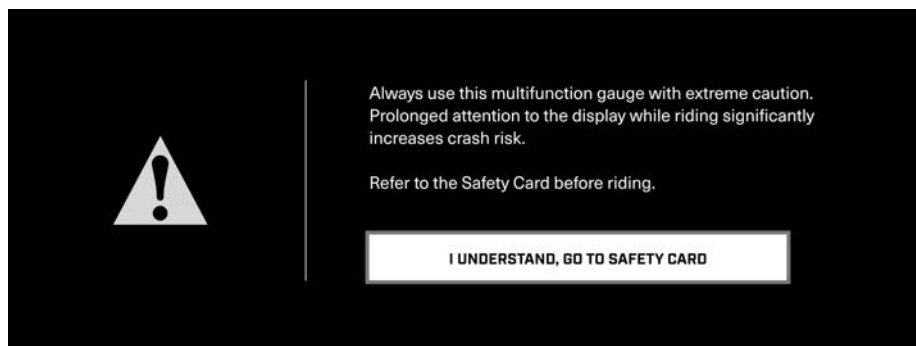 Always use this multifunction gauge with extreme caution.
Prolonged attention to the display while riding significantly
increases crash risk.
Refer to the Safety Card before riding.
I UNDERSTAND, GO TO SAFETY CARD